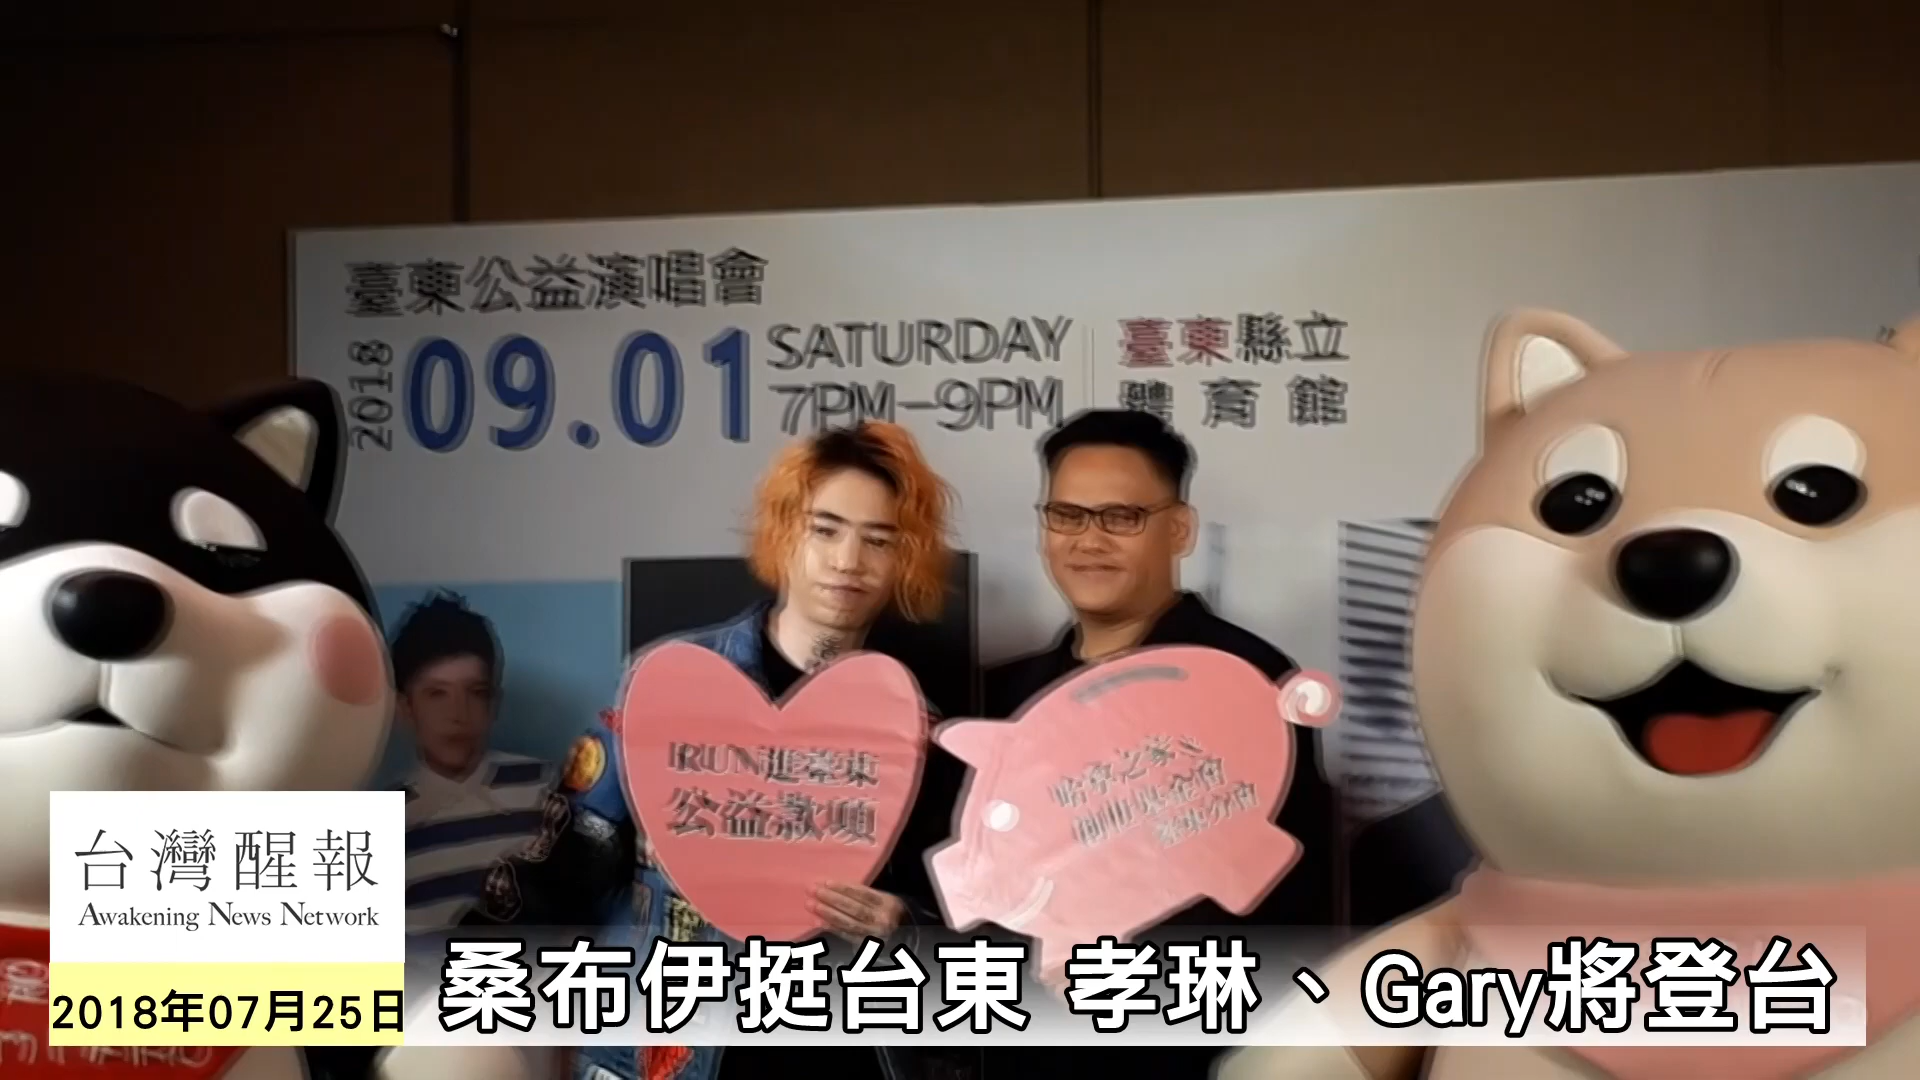 臺東公益演唱會
2018 09.01 SATURDAY 7PM-9PM
臺東縣立
體育館
RUN進臺東
公益款項
台灣醒報
Awakening News Network
2018年07月25日
桑布伊挺台東 孝琳、Gary將登台